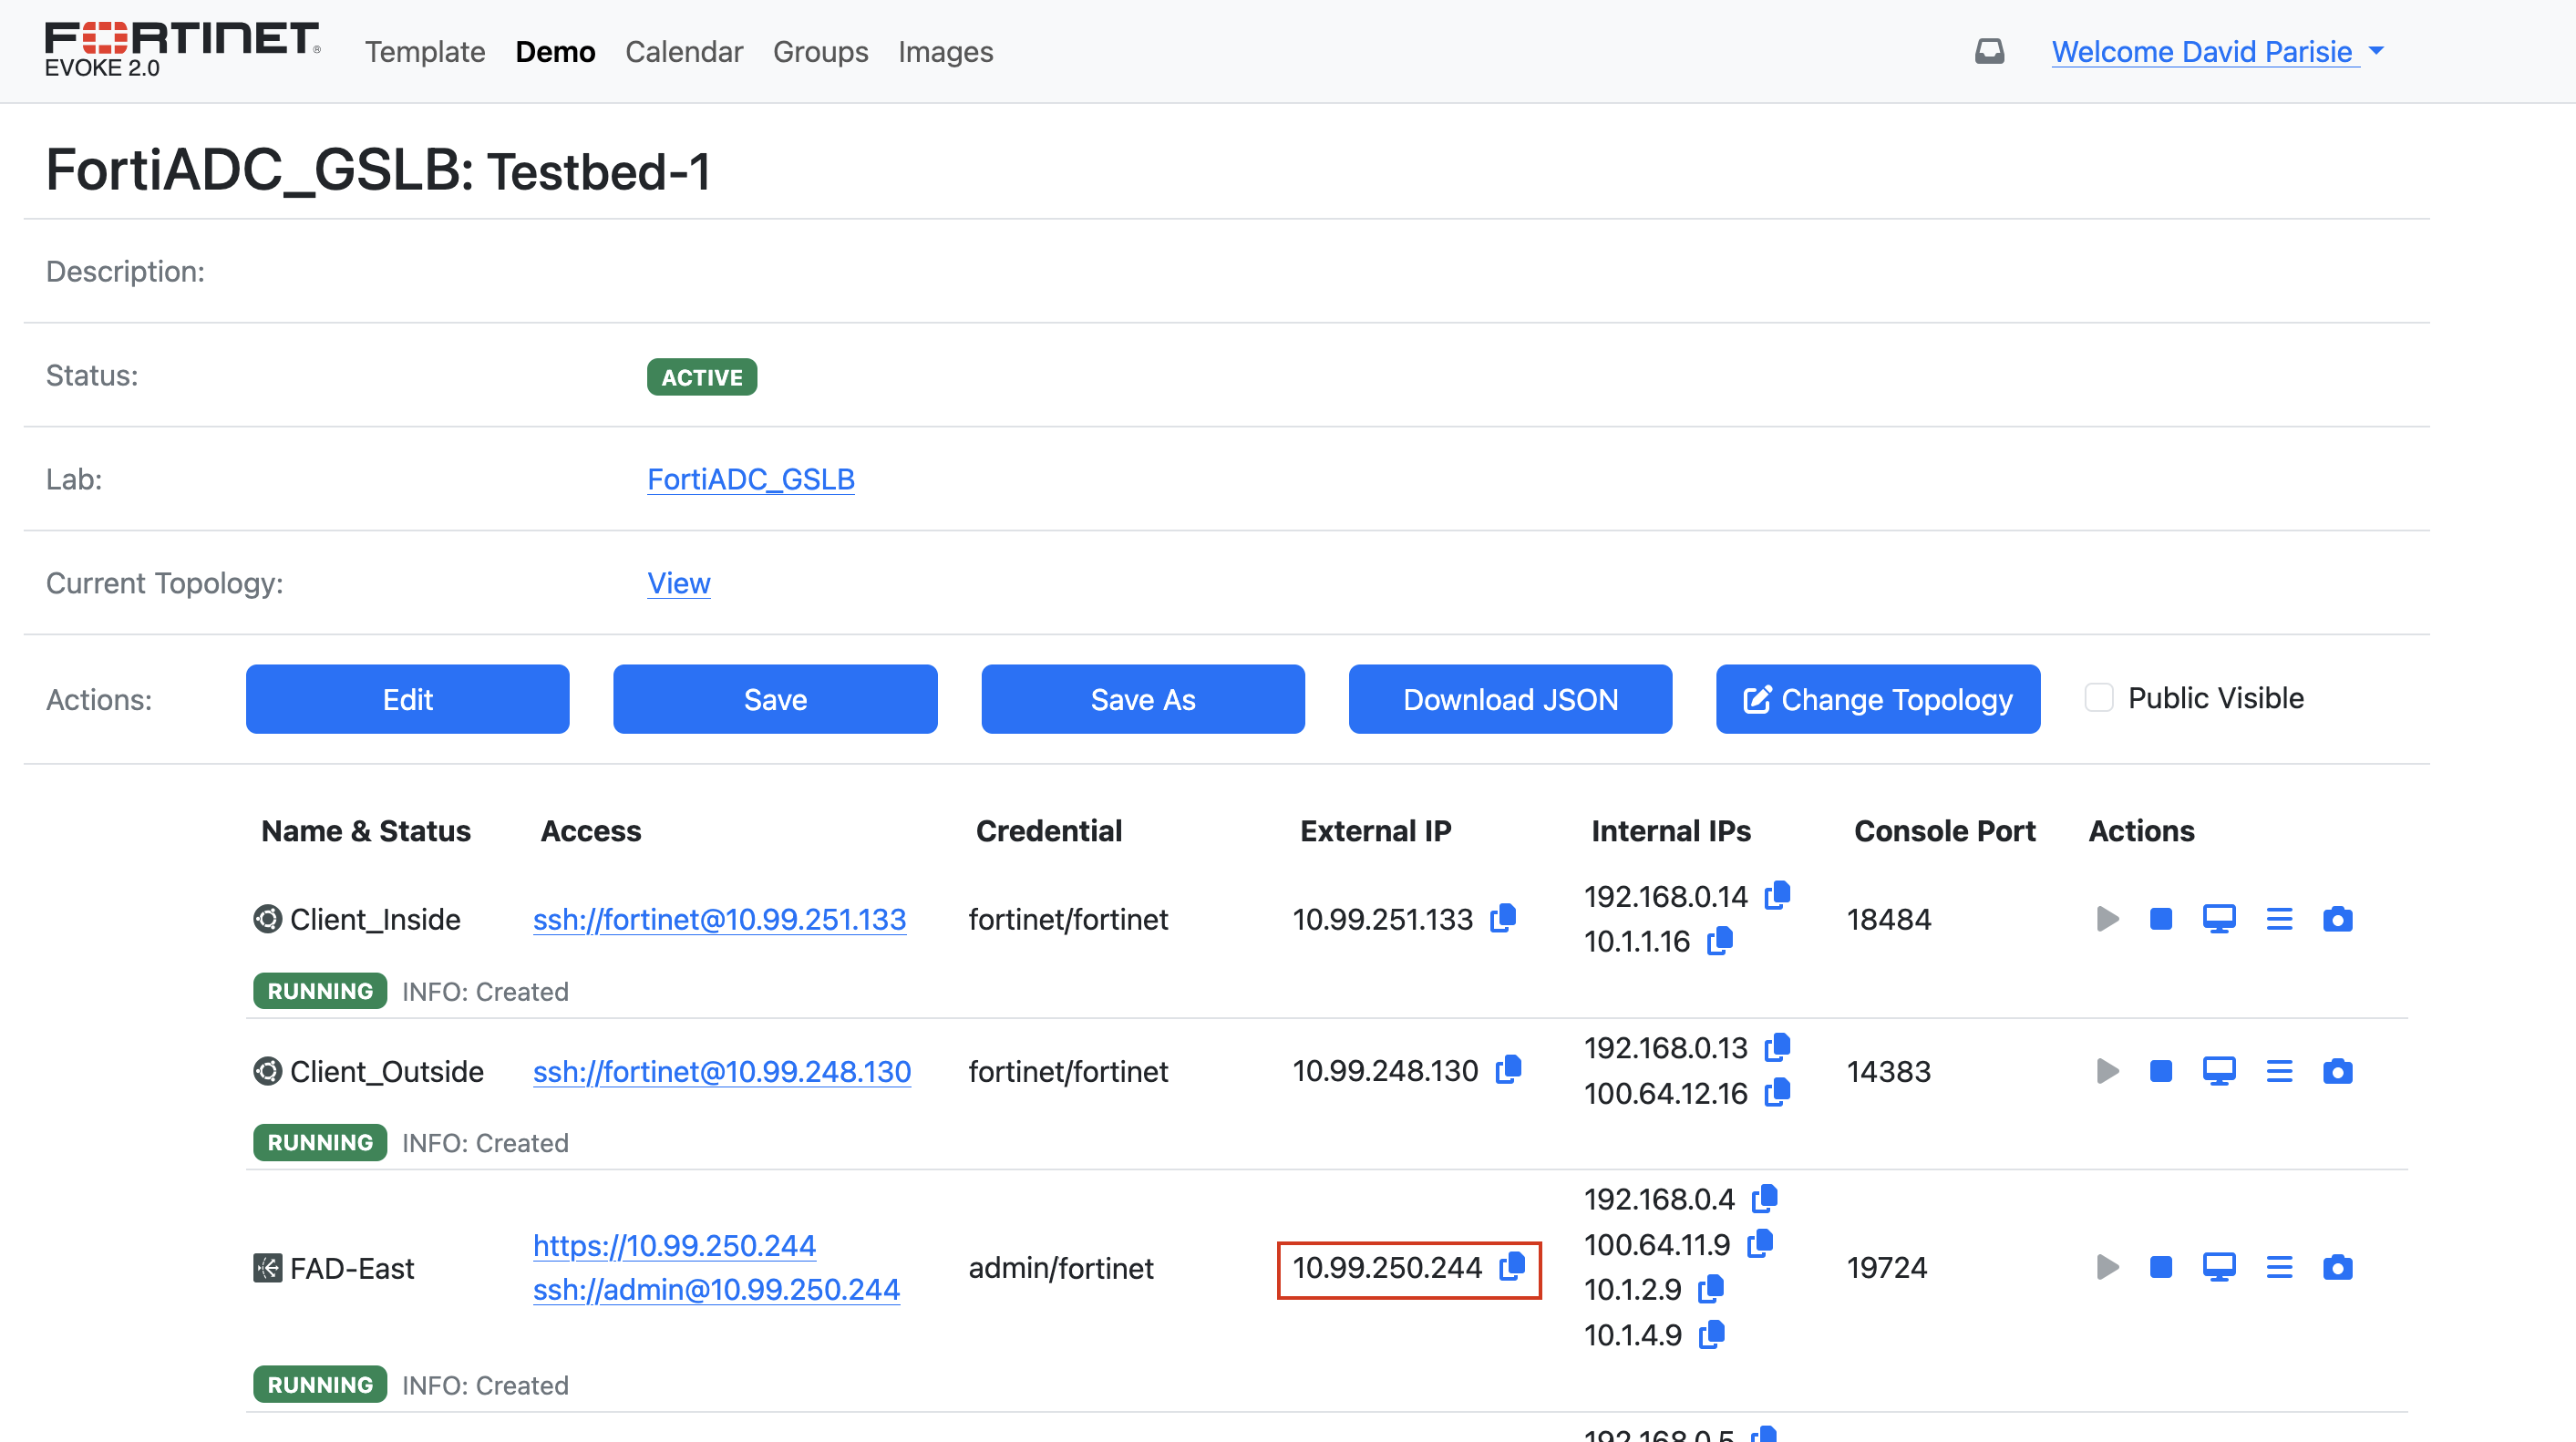 FORTINET®
EVOKE 2.0
Template Demo Calendar Groups Images
Welcome David Parisie
FortiADC_GSLB: Testbed-1
Description:
Status: ACTIVE
Lab: FortiADC_GSLB
Current Topology: View
Actions: Edit Save Save As Download JSON Change Topology Public Visible
Name & Status Access Credential External IP Internal IPs Console Port Actions
Client_Inside ssh://fortinet@10.99.251.133 fortinet/fortinet 10.99.251.133 192.168.0.14 18484
10.1.1.16
RUNNING INFO: Created
Client_Outside ssh://fortinet@10.99.248.130 fortinet/fortinet 10.99.248.130 192.168.0.13 14383
100.64.12.16
RUNNING INFO: Created
192.168.0.4
https://10.99.250.244 100.64.11.9
FAD-East admin/fortinet 10.99.250.244 19724
ssh://admin@10.99.250.244 10.1.2.9
10.1.4.9
RUNNING INFO: Created
192.168.0.5